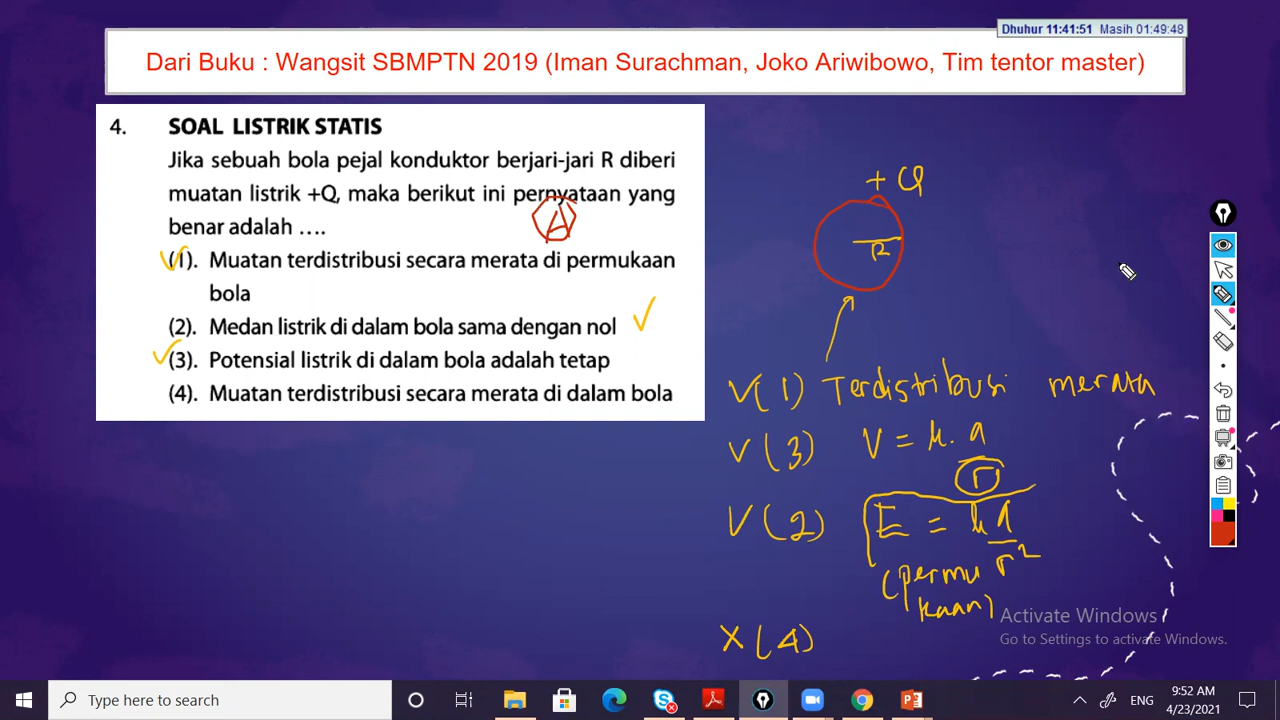 Dhuhur 11:41:51 Masih 01:49:48
Dari Buku : Wangsit SBMPTN 2019 (Iman Surachman, Joko Ariwibowo, Tim tentor master)
4. SOAL LISTRIK STATIS
Jika sebuah bola pejal konduktor berjari-jari R diberi
muatan listrik +Q, maka berikut ini pernyataan yang
benar adalah ....
A
(1). Muatan terdistribusi secara merata di permukaan
bola
(2). Medan listrik di dalam bola sama dengan nol
(3). Potensial listrik di dalam bola adalah tetap
(4). Muatan terdistribusi secara merata di dalam bola
+ Q
R
V(1) Terdistribusi merata
V(3) V = k. q
r
V(2) E = k q
r²
(permu
kaan)
X(4)
Activate Windows
Go to Settings to activate Windows.
Type here to search
ENG
9:52 AM
4/23/2021